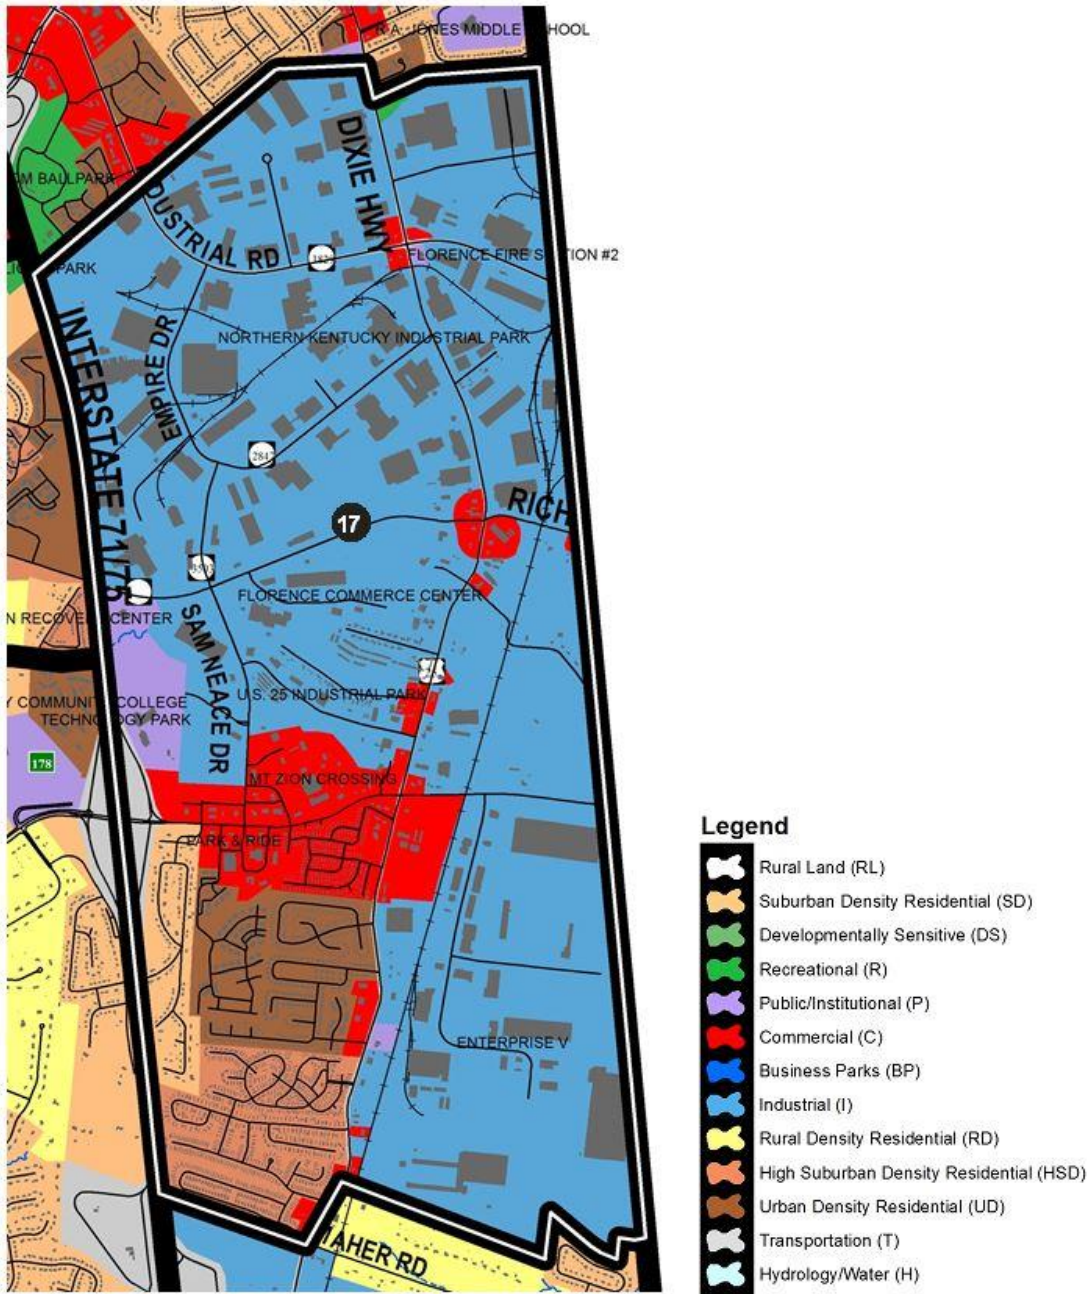 R.A. JONES MIDDLE SCHOOL
DIXIE HWY
OM BALLPARK
DUSTRIAL RD
FLORENCE FIRE STATION #2
PARK
INTERSTATE 71/75
EMPIRE DR
NORTHERN KENTUCKY INDUSTRIAL PARK
2847
17
RICH
FLORENCE COMMERCE CENTER
N RECOVERY CENTER
SAM NEACE DR
U.S. 25 INDUSTRIAL PARK
Y COMMUNITY COLLEGE
TECHNOLOGY PARK
178
MT ZION CROSSING
PARK & RIDE
ENTERPRISE V
MAHER RD
Legend
Rural Land (RL)
Suburban Density Residential (SD)
Developmentally Sensitive (DS)
Recreational (R)
Public/Institutional (P)
Commercial (C)
Business Parks (BP)
Industrial (I)
Rural Density Residential (RD)
High Suburban Density Residential (HSD)
Urban Density Residential (UD)
Transportation (T)
Hydrology/Water (H)